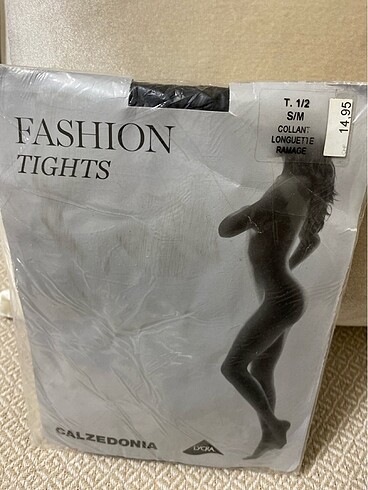 T. 1/2
S/M
COLLANT
LONGUETTE
RAMAGE
14.95
FASHION
TIGHTS
CALZEDONIA
LYCRA